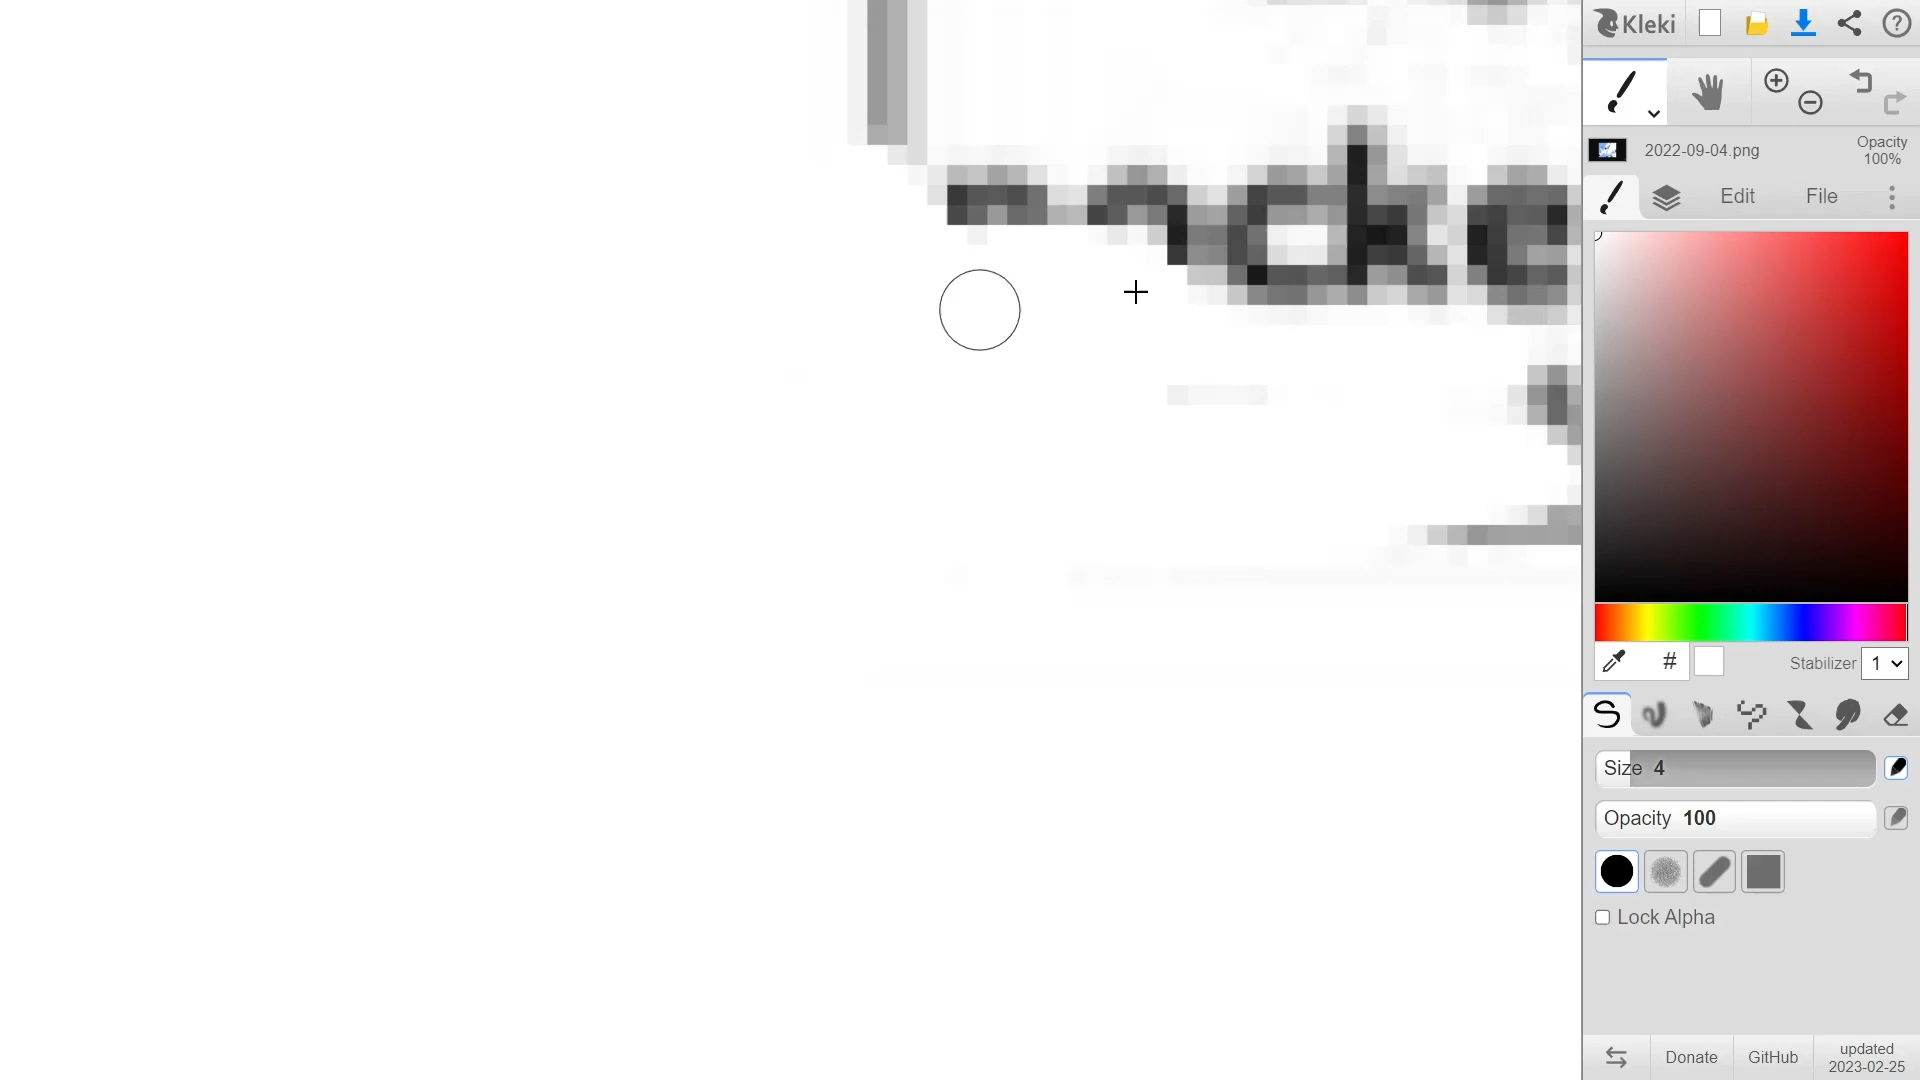 Kleki
2022-09-04.png
Opacity
100%
Edit
File
#
Stabilizer
1
Size 4
Opacity 100
Lock Alpha
Donate
GitHub
updated
2023-02-25